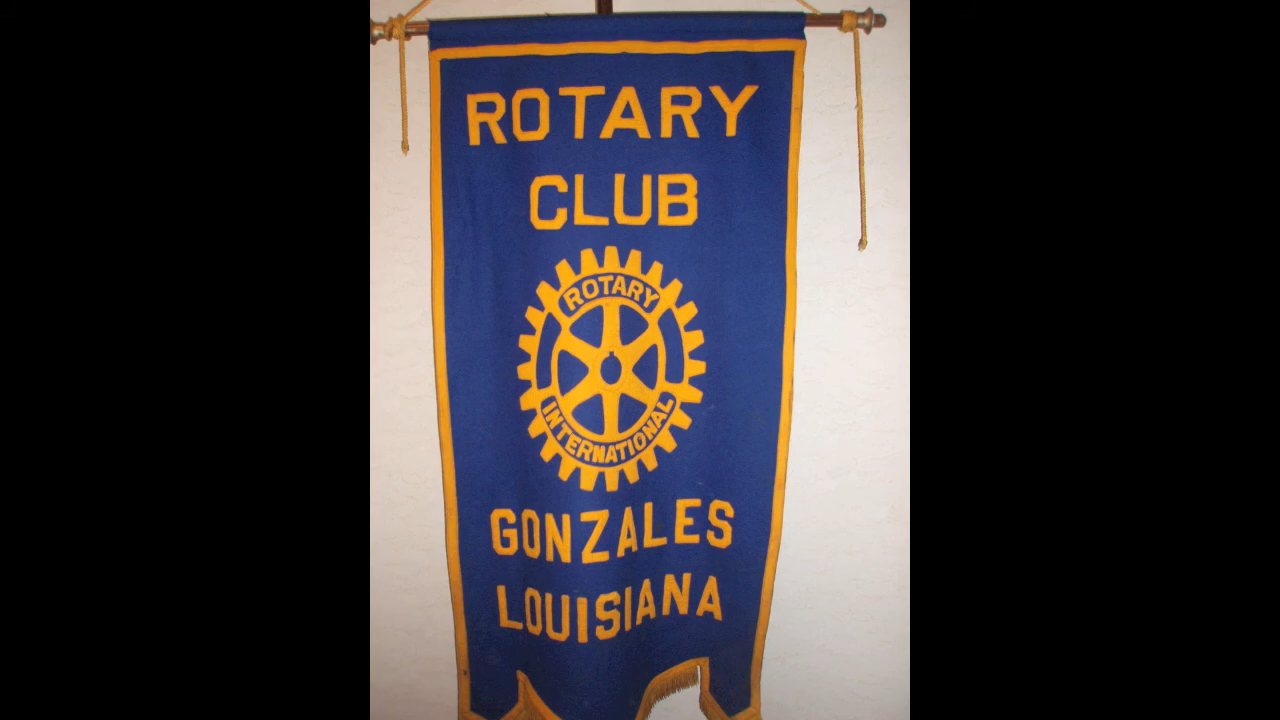 ROTARY
CLUB
ROTARY
INTERNATIONAL
GONZALES
LOUISIANA